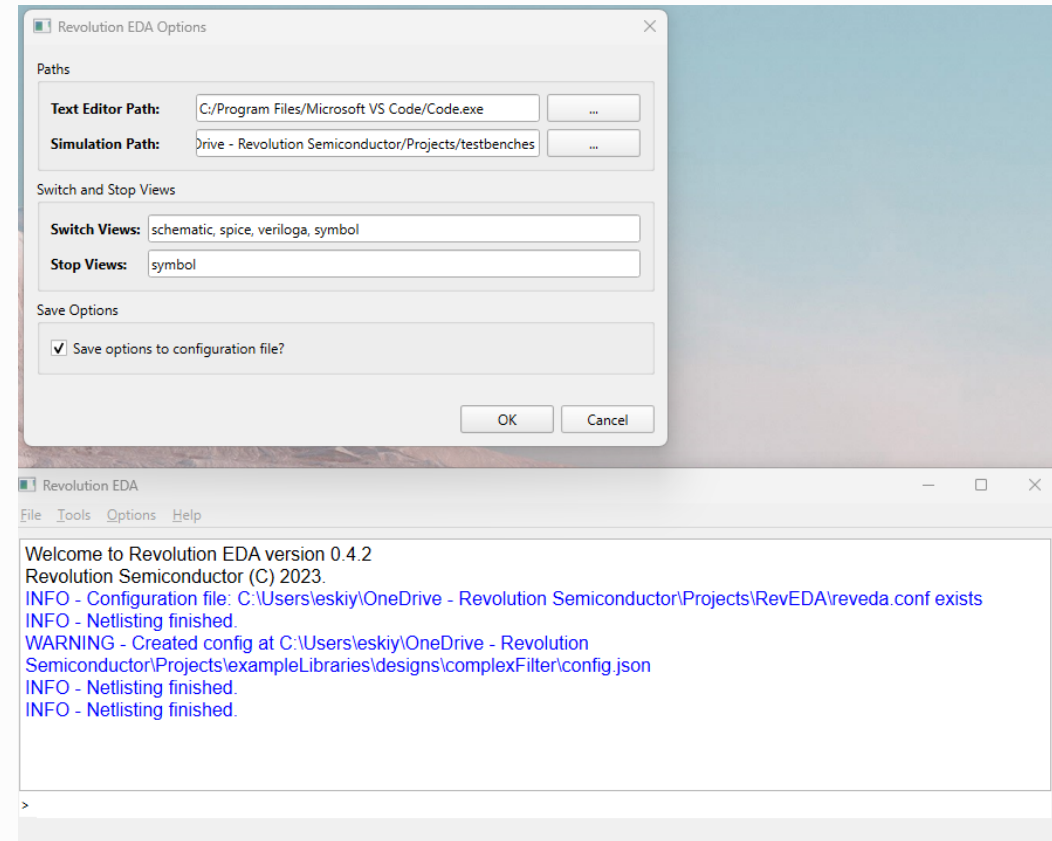 Revolution EDA Options
Paths
Text Editor Path: C:/Program Files/Microsoft VS Code/Code.exe ...
Simulation Path: Drive - Revolution Semiconductor/Projects/testbenches ...
Switch and Stop Views
Switch Views: schematic, spice, veriloga, symbol
Stop Views: symbol
Save Options
Save options to configuration file?
OK Cancel
Revolution EDA
File Tools Options Help
Welcome to Revolution EDA version 0.4.2
Revolution Semiconductor (C) 2023.
INFO - Configuration file: C:\Users\eskiy\OneDrive - Revolution Semiconductor\Projects\RevEDA\reveda.conf exists
INFO - Netlisting finished.
WARNING - Created config at C:\Users\eskiy\OneDrive - Revolution
Semiconductor\Projects\exampleLibraries\designs\complexFilter\config.json
INFO - Netlisting finished.
INFO - Netlisting finished.
>